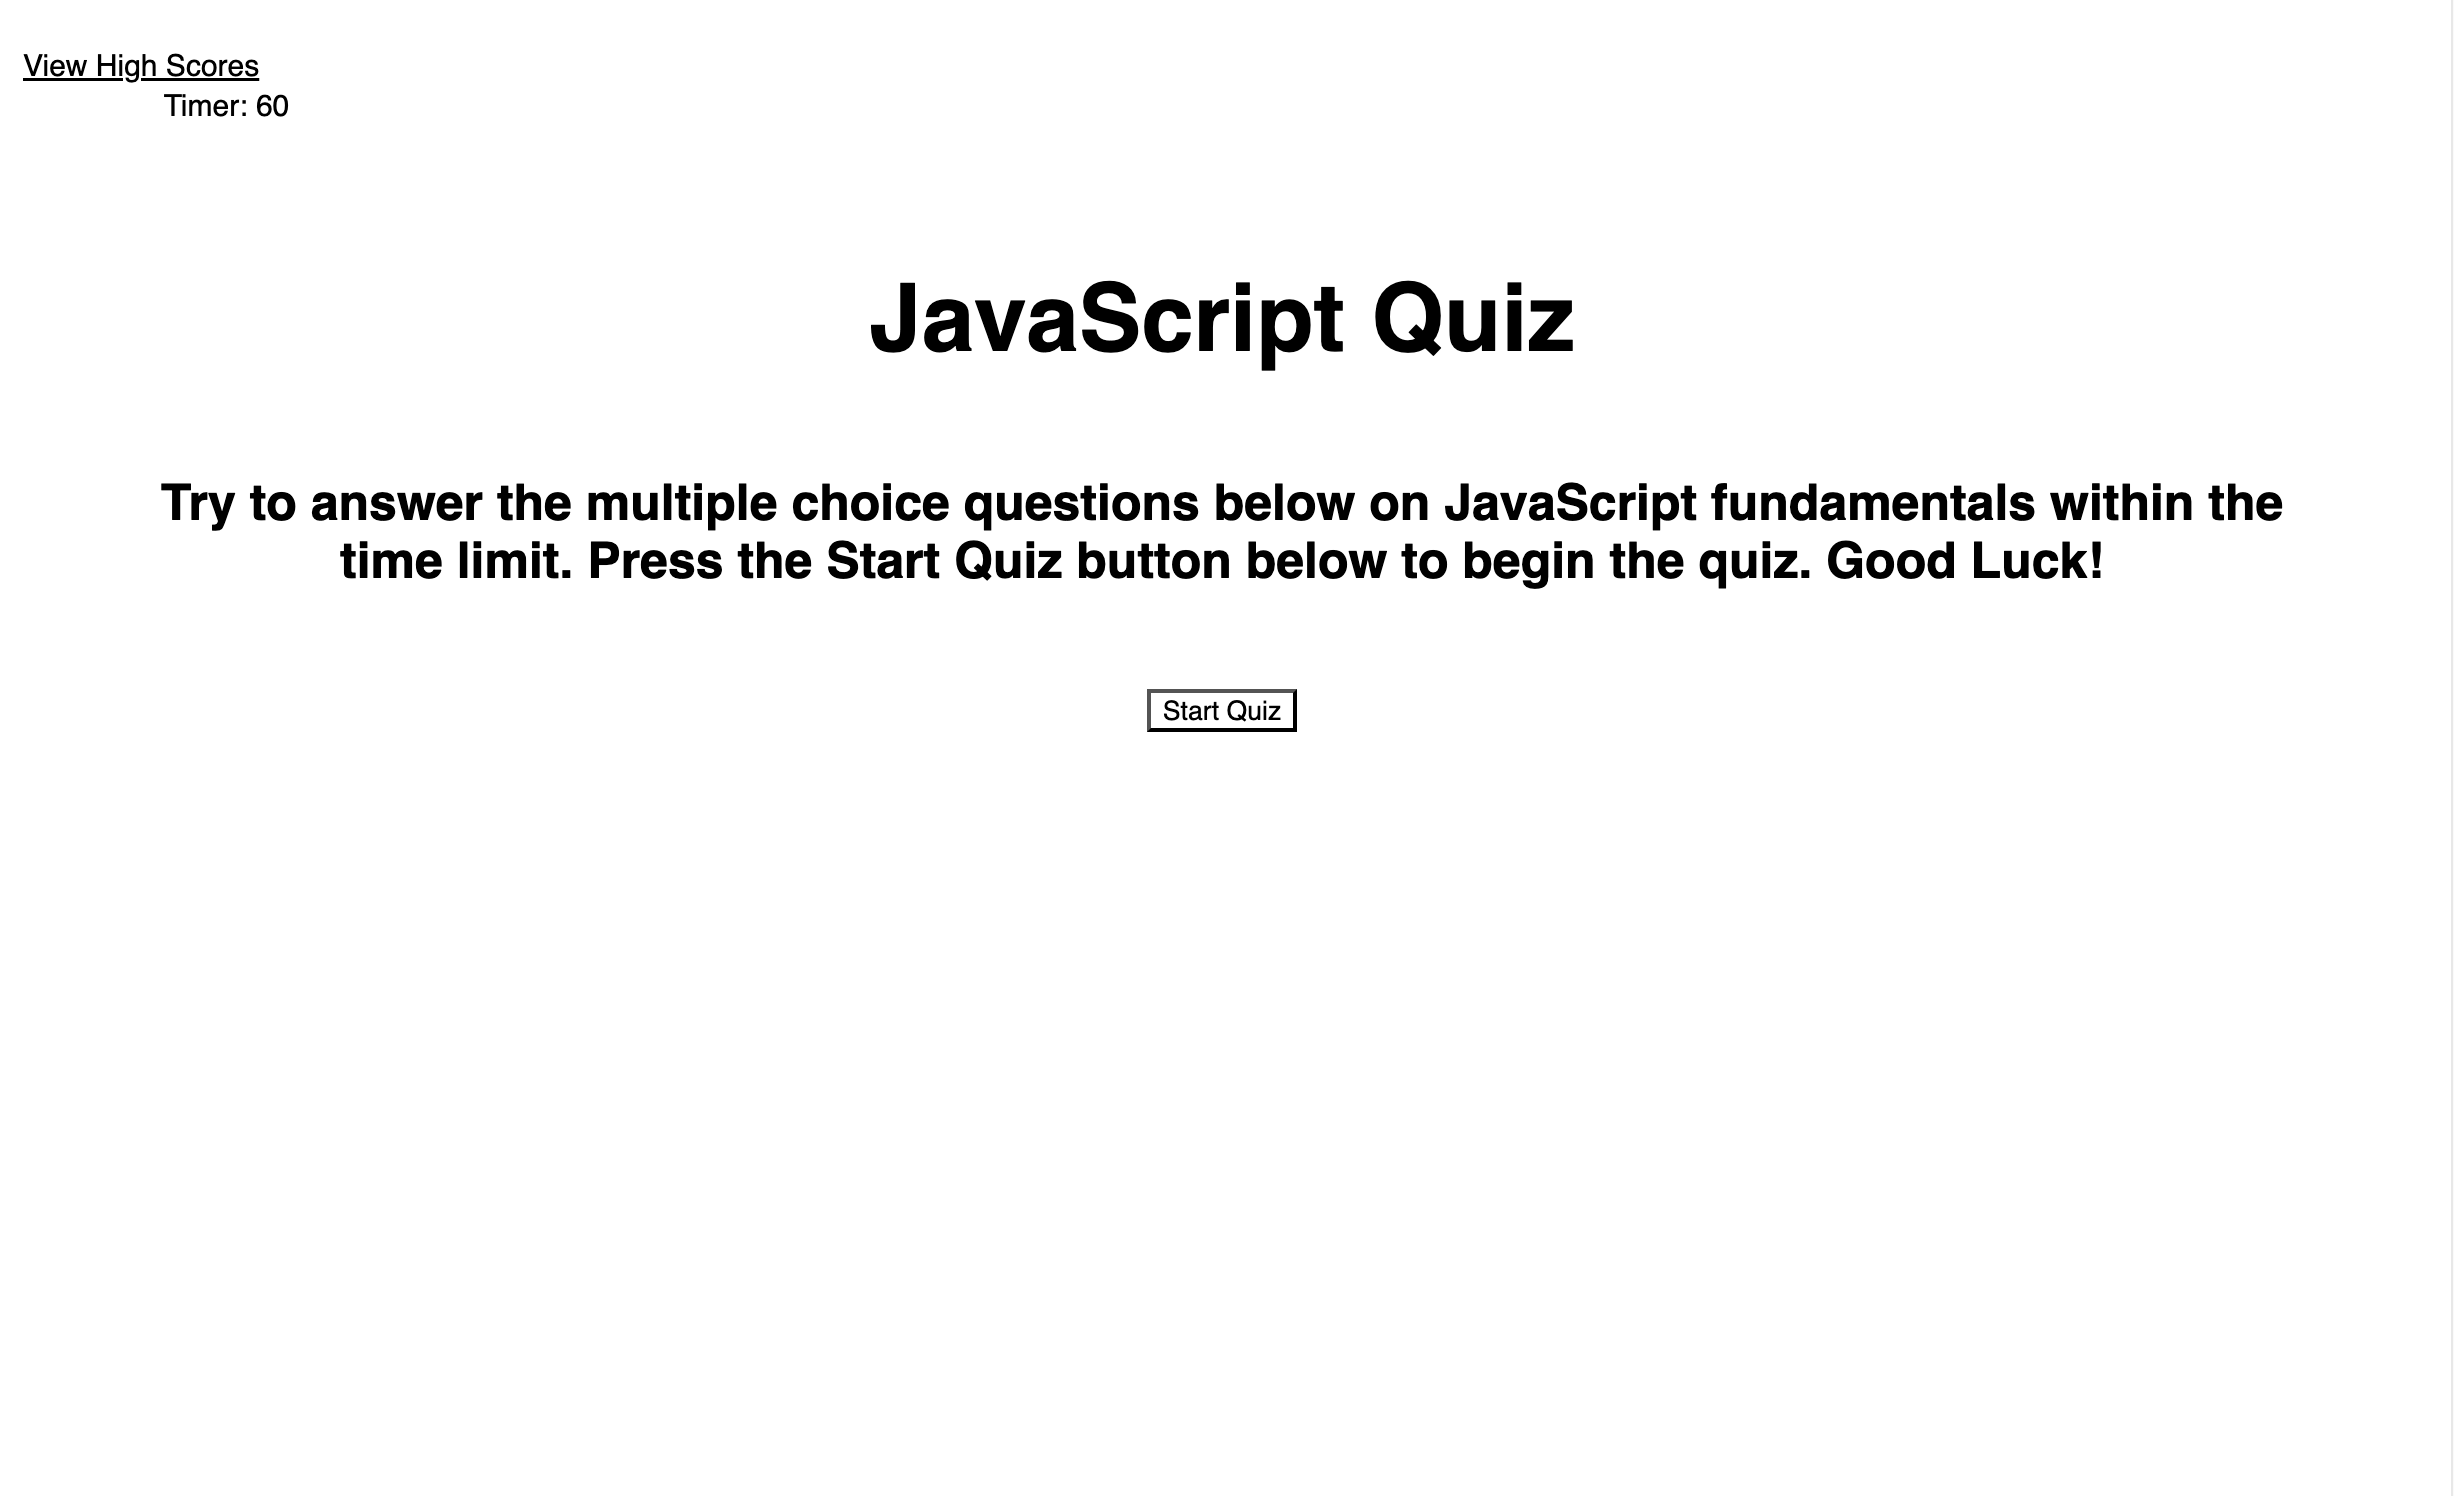 View High Scores
Timer: 60
JavaScript Quiz
Try to answer the multiple choice questions below on JavaScript fundamentals within the
time limit. Press the Start Quiz button below to begin the quiz. Good Luck!
Start Quiz